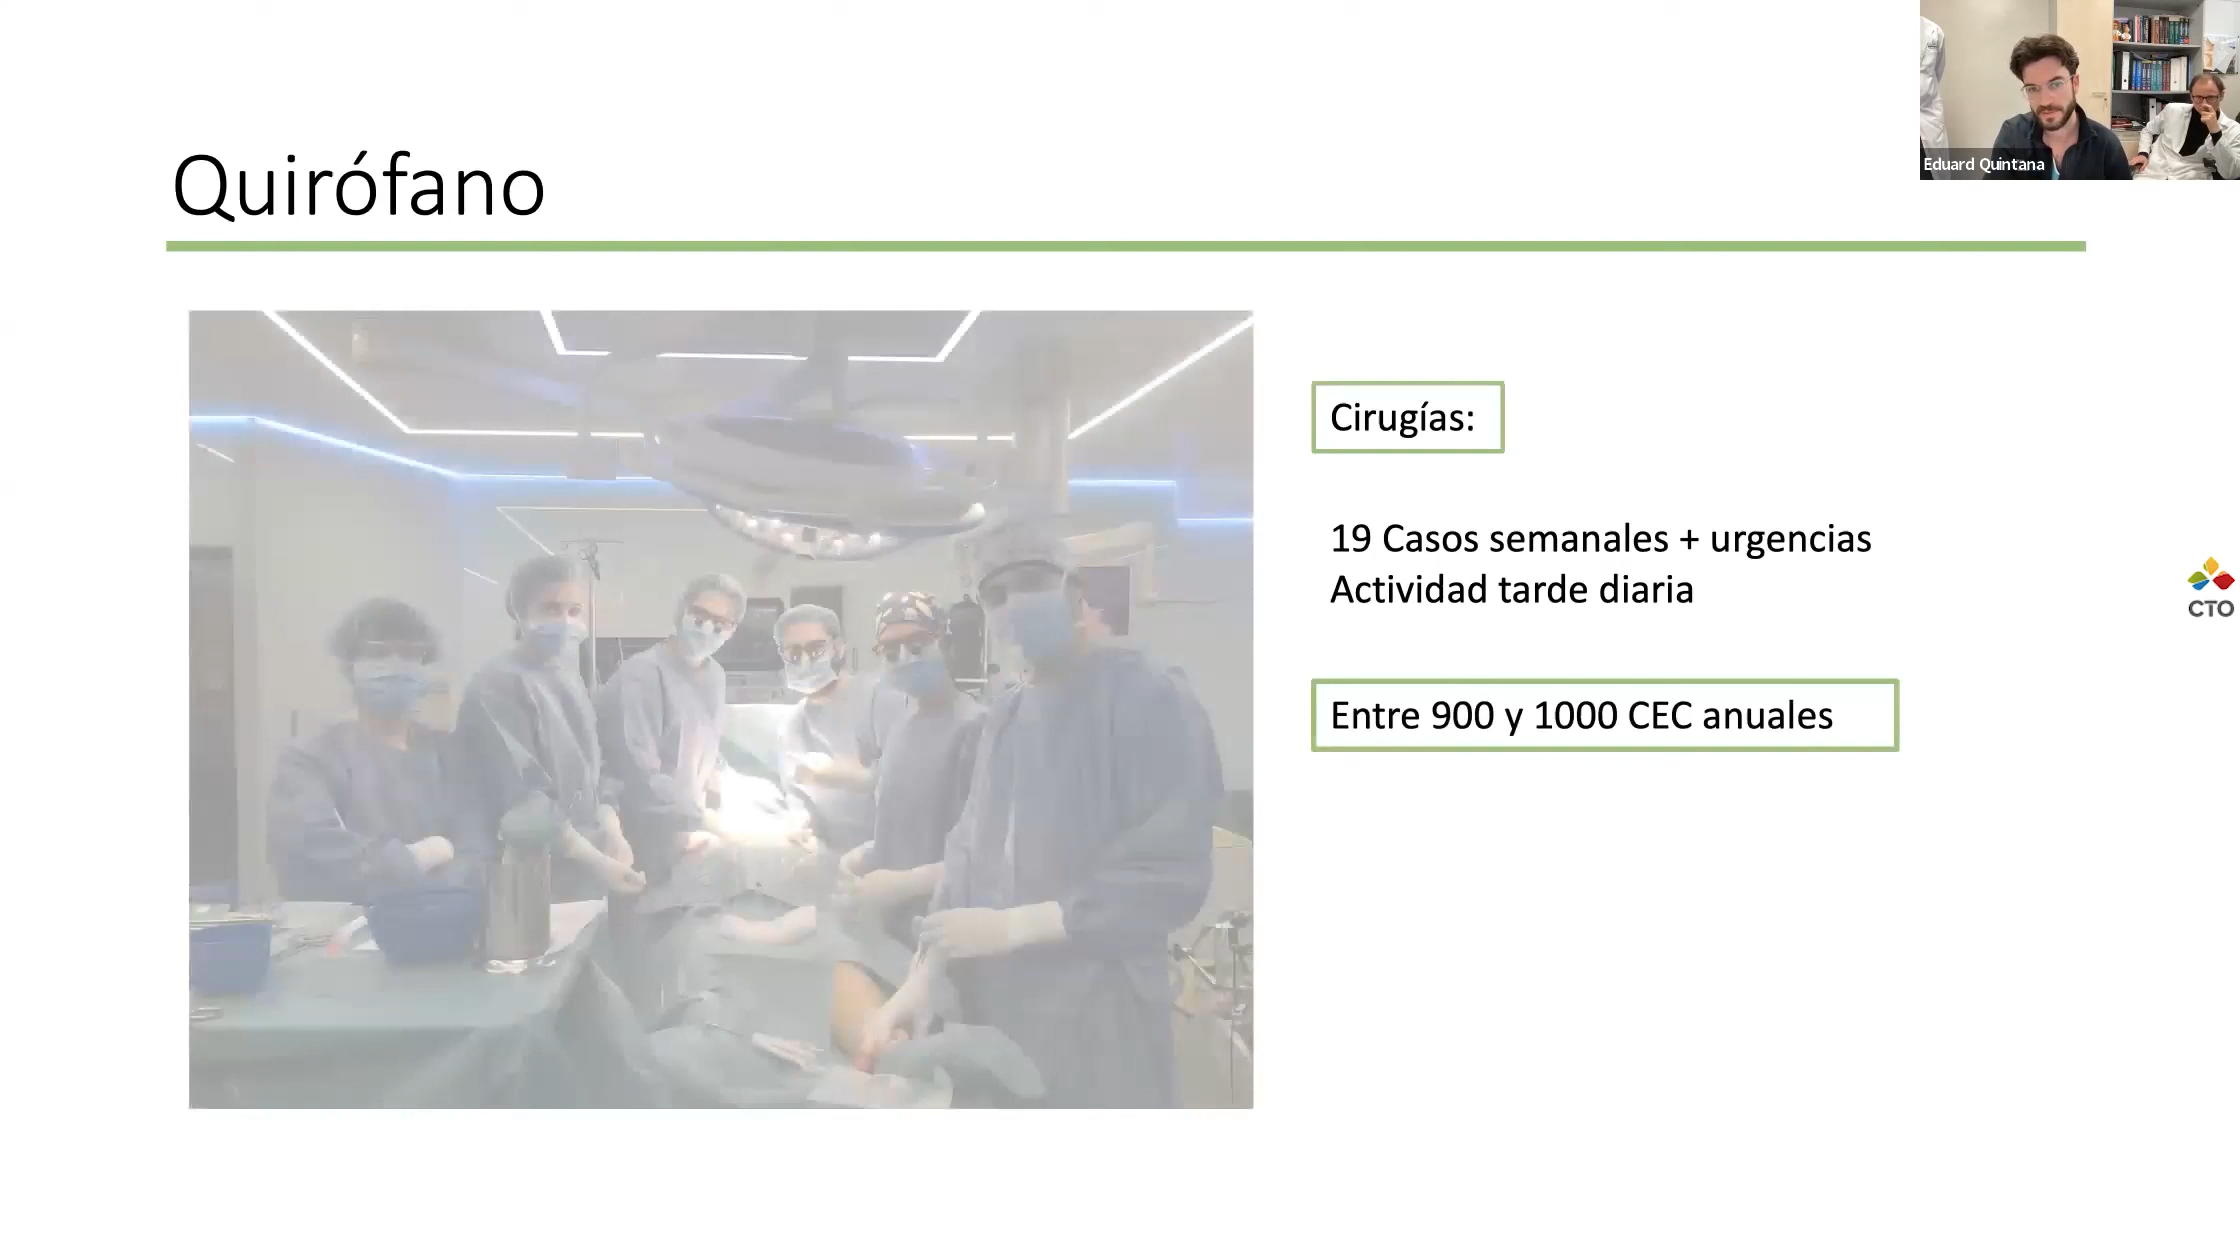 Eduard Quintana
Quirófano
Cirugías:
19 Casos semanales + urgencias
Actividad tarde diaria
Entre 900 y 1000 CEC anuales
CTO